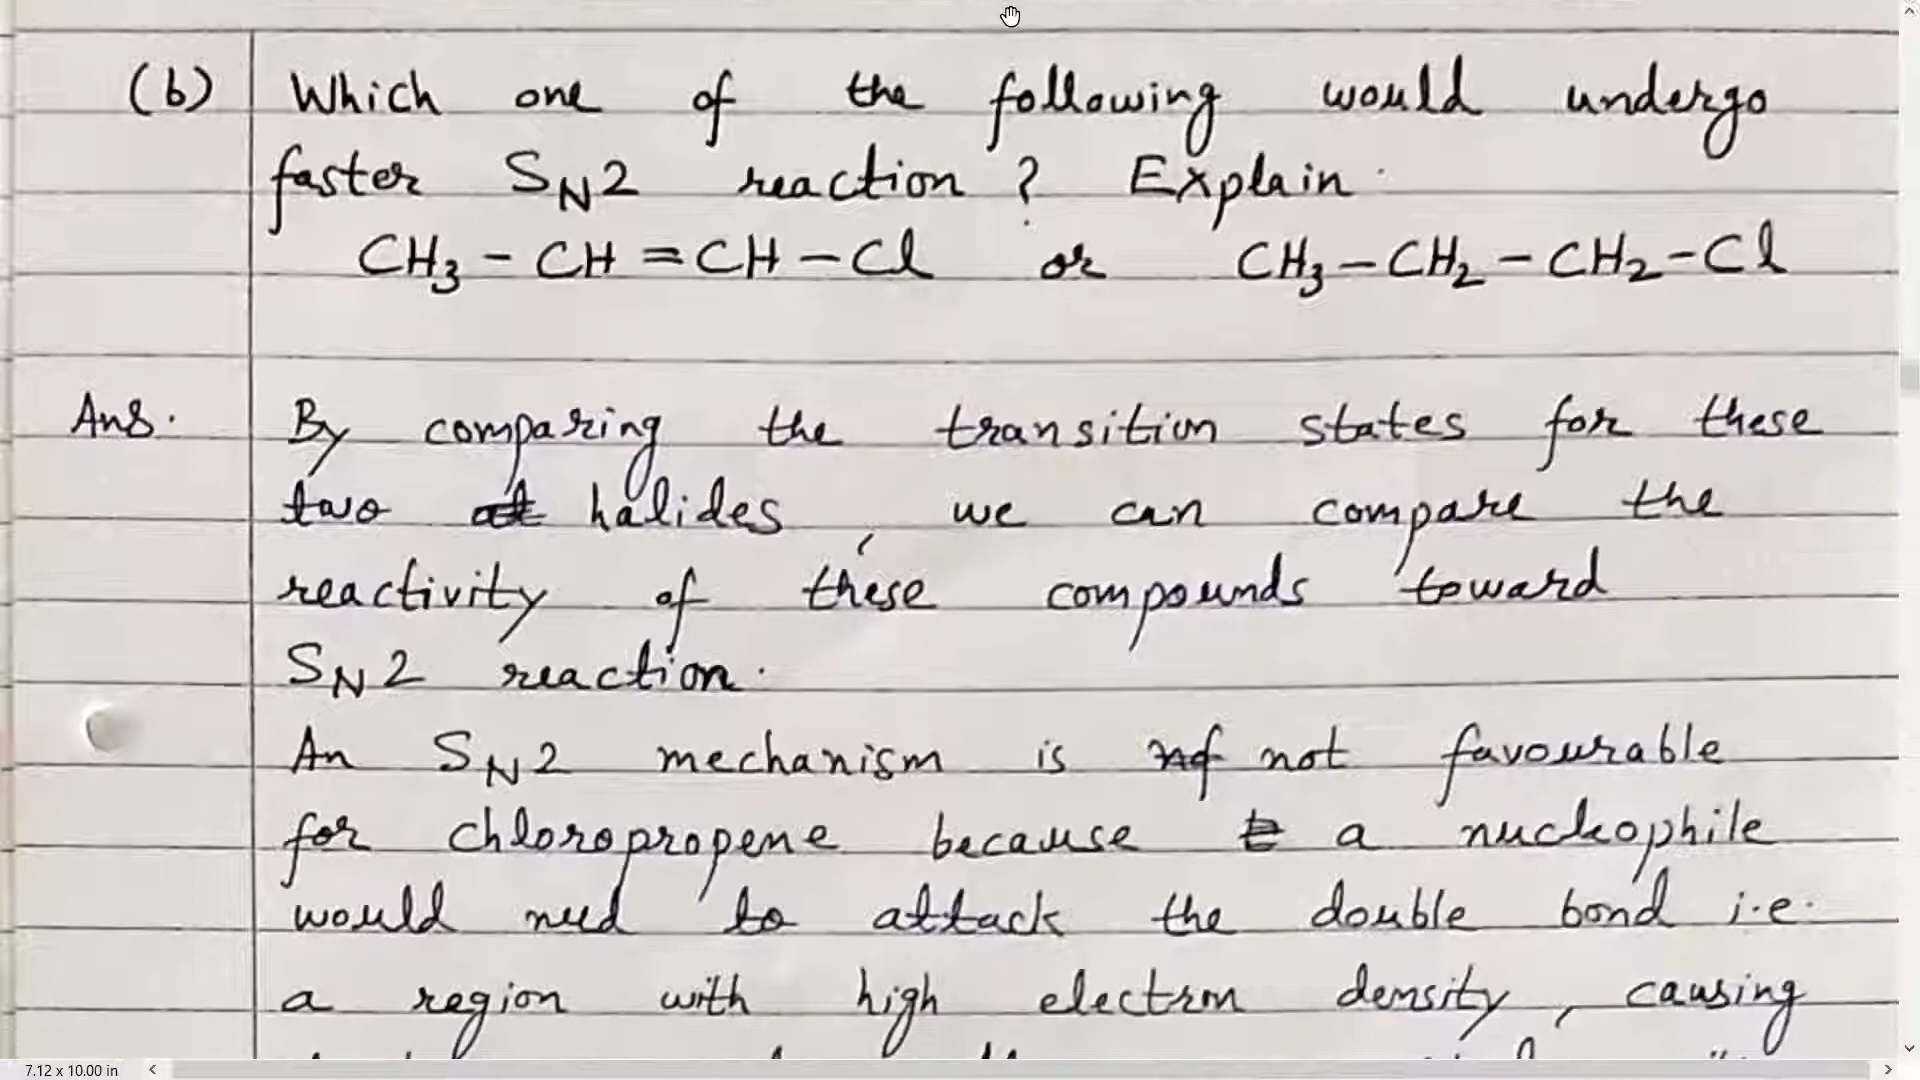 (b) Which one of the following would undergo
faster SN2 reaction ? Explain.
CH3 - CH = CH - Cl or CH3 - CH2 - CH2 - Cl
Ans. By comparing the transition states for these
two halides, we can compare the
reactivity of these compounds toward
SN2 reaction.
An SN2 mechanism is not favourable
for chloropropene because a nucleophile
would need to attack the double bond i.e.
a region with high electron density, causing
7.12 x 10.00 in